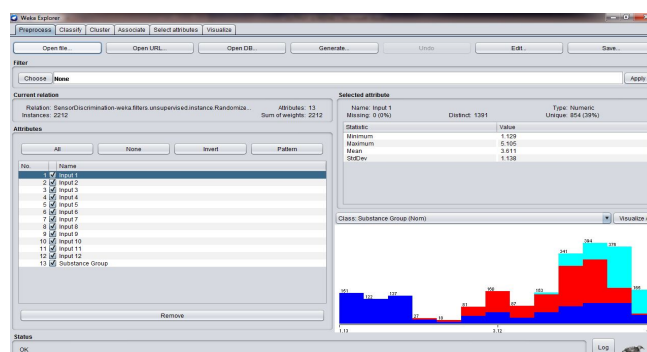 Weka Explorer
Preprocess Classify Cluster Associate Select attributes Visualize
Open file... Open URL... Open DB... Generate... Undo Edit... Save...
Filter
Choose None Apply
Current relation
Relation: SensorDiscrimination-weka.filters.unsupervised.instance.Randomize... Attributes: 13
Instances: 2212 Sum of weights: 2212
Attributes
All None Invert Pattern
No. Name
1 Input 1
2 Input 2
3 Input 3
4 Input 4
5 Input 5
6 Input 6
7 Input 7
8 Input 8
9 Input 9
10 Input 10
11 Input 11
12 Input 12
13 Substance Group
Remove
Selected attribute
Name: Input 1 Type: Numeric
Missing: 0 (0%) Distinct: 1391 Unique: 854 (39%)
Statistic Value
Minimum 1.129
Maximum 5.105
Mean 3.611
StdDev 1.138
Class: Substance Group (Nom) Visualize
394 378
341
161 122 137 37 81 168 87 163
1.13 3.12
Status
OK Log